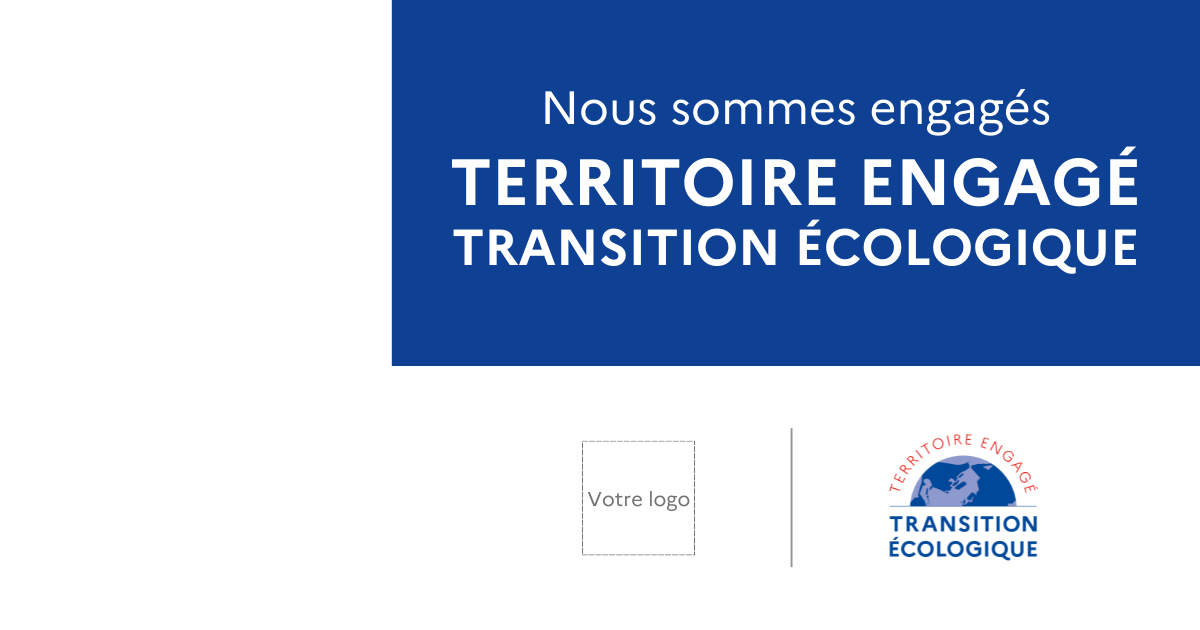 Nous sommes engagés
TERRITOIRE ENGAGÉ
TRANSITION ÉCOLOGIQUE
Votre logo
TERRITOIRE ENGAGÉ
TRANSITION
ÉCOLOGIQUE